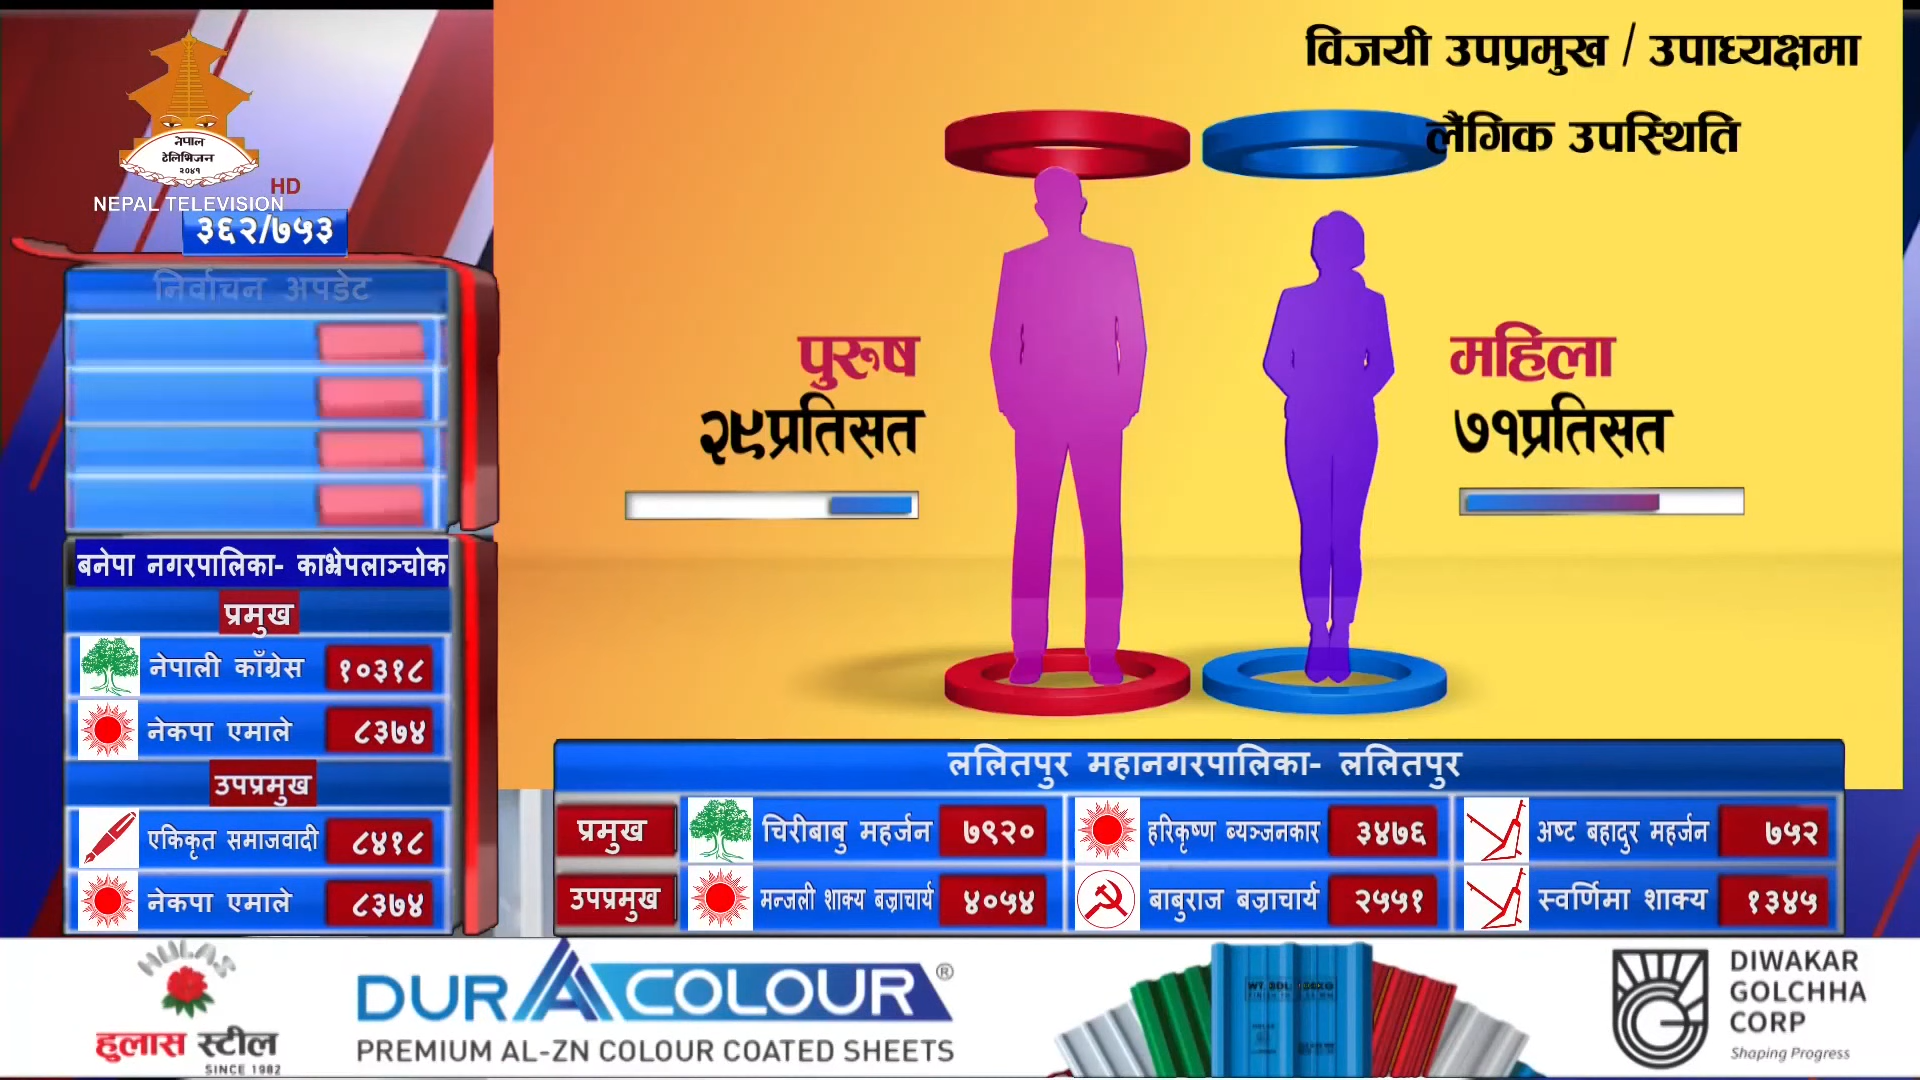 विजयी उपप्रमुख / उपाध्यक्षमा
लैंगिक उपस्थिति
नेपाल
टेलिभिजन
२०४१
HD
NEPAL TELEVISION
३६२/७५३
निर्वाचन अपडेट
पुरुष
२९प्रतिसत
महिला
७१प्रतिसत
बनेपा नगरपालिका- काभ्रेपलाञ्चोक
प्रमुख
नेपाली काँग्रेस १०३१८
नेकपा एमाले ८३७४
उपप्रमुख
एकिकृत समाजवादी ८४१८
नेकपा एमाले ८३७४
ललितपुर महानगरपालिका- ललितपुर
प्रमुख चिरीबाबु महर्जन ७९२० हरिकृष्ण ब्यञ्जनकार ३४७६ अष्ट बहादुर महर्जन ७५२
उपप्रमुख मन्जली शाक्य बज्राचार्य ४०५४ बाबुराज बज्राचार्य २५५१ स्वर्णिमा शाक्य १३४५
HULAS
हुलास स्टील
SINCE 1982
DURACOLOUR®
PREMIUM AL-ZN COLOUR COATED SHEETS
DIWAKAR
GOLCHHA
CORP
Shaping Progress